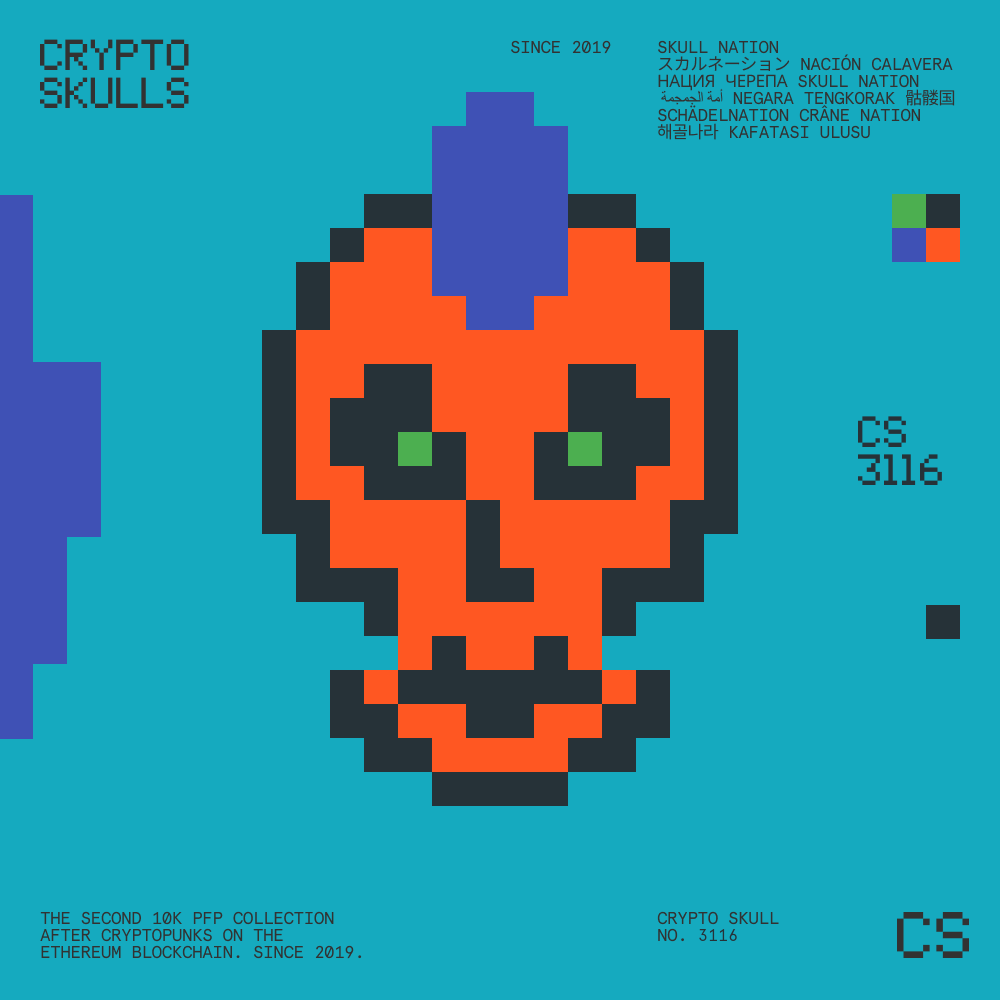 CRYPTO
SKULLS
SINCE 2019
SKULL NATION
スカルネーション NACIÓN CALAVERA
НАЦИЯ ЧЕРЕПА SKULL NATION
أمة الجمجمة NEGARA TENGKORAK 骷髅国
SCHÄDELNATION CRÂNE NATION
해골나라 KAFATASI ULUSU
CS
3116
THE SECOND 10K PFP COLLECTION
AFTER CRYPTOPUNKS ON THE
ETHEREUM BLOCKCHAIN. SINCE 2019.
CRYPTO SKULL
NO. 3116
CS